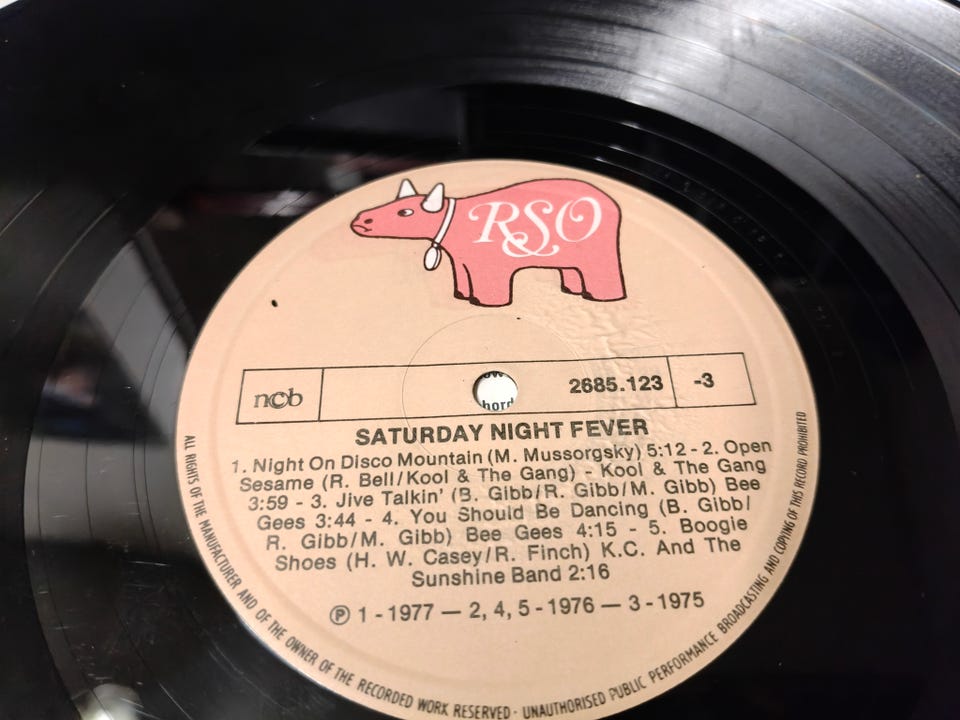 RSO
ncb
2685.123
-3
hord
SATURDAY NIGHT FEVER
1. Night On Disco Mountain (M. Mussorgsky) 5:12 - 2. Open
Sesame (R. Bell/Kool & The Gang) - Kool & The Gang
3:59 - 3. Jive Talkin' (B. Gibb/R. Gibb/M. Gibb) Bee
Gees 3:44 - 4. You Should Be Dancing (B. Gibb/
R. Gibb/M. Gibb) Bee Gees 4:15 - 5. Boogie
Shoes (H. W. Casey/R. Finch) K.C. And The
Sunshine Band 2:16
Ⓟ 1 - 1977 — 2, 4, 5 - 1976 — 3 - 1975
ALL RIGHTS OF THE MANUFACTURER AND OF THE OWNER OF THE RECORDED WORK RESERVED · UNAUTHORISED PUBLIC PERFORMANCE BROADCASTING AND COPYING OF THIS RECORD PROHIBITED